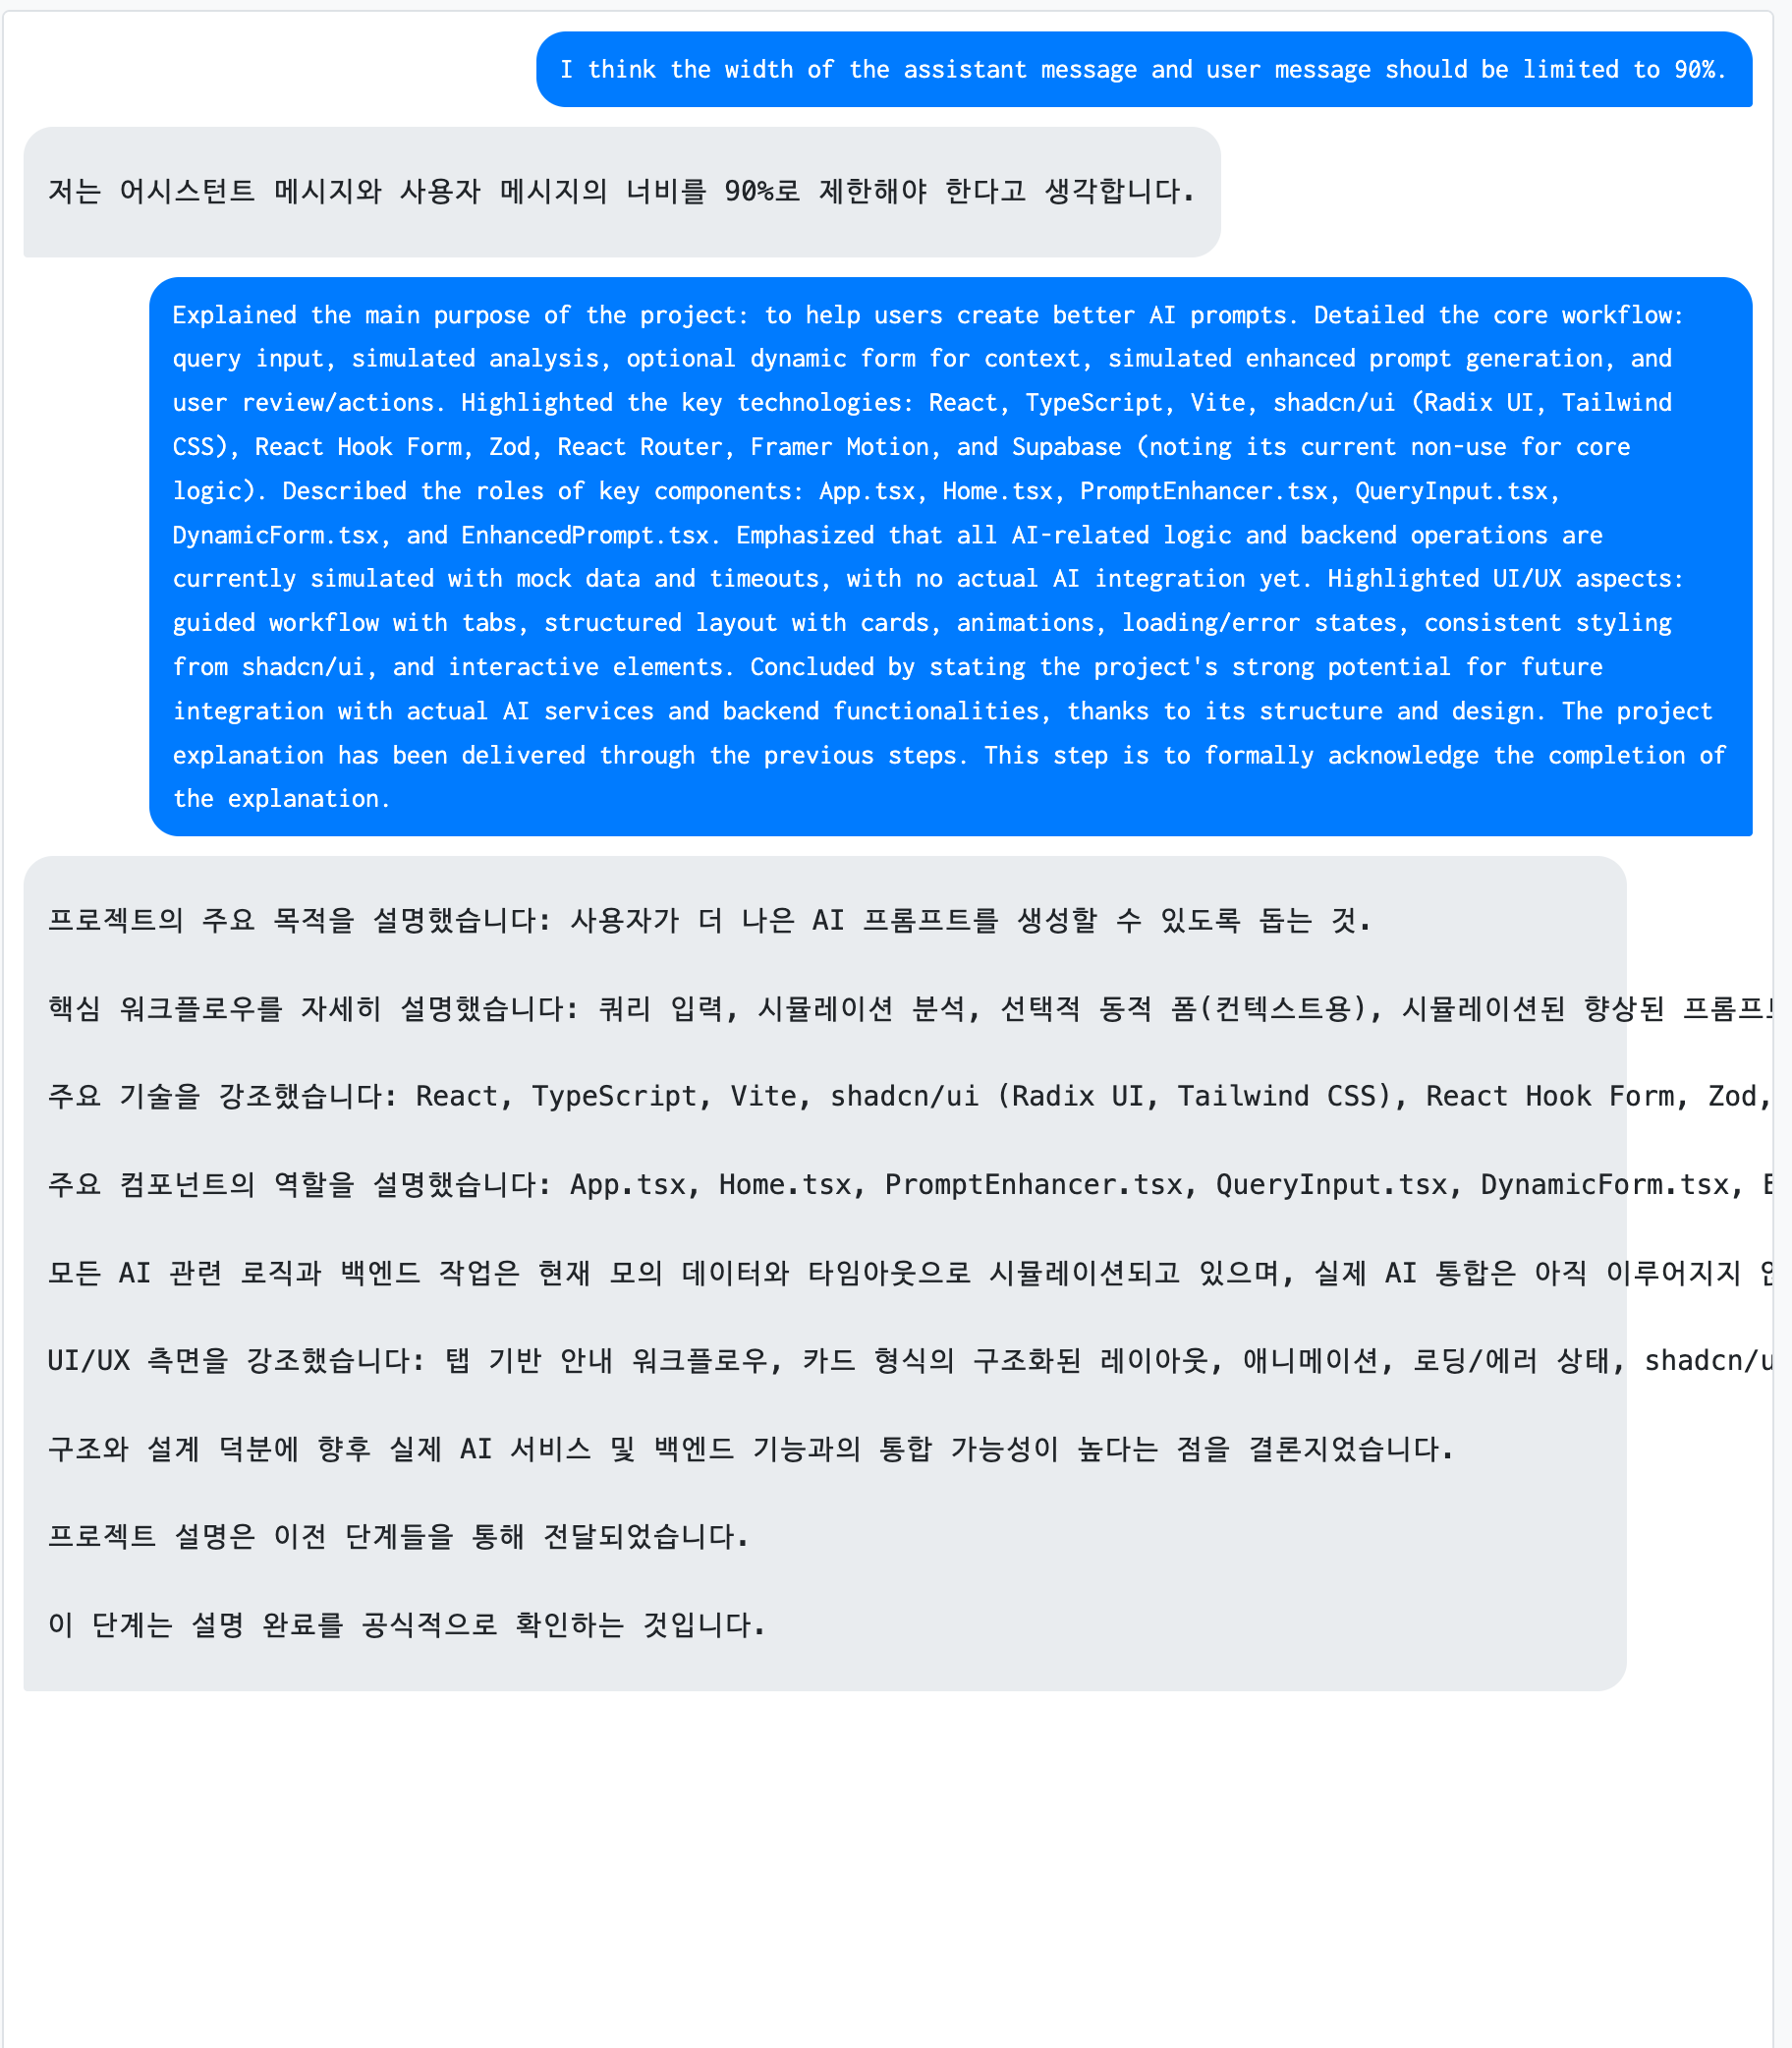 I think the width of the assistant message and user message should be limited to 90%.
저는 어시스턴트 메시지와 사용자 메시지의 너비를 90%로 제한해야 한다고 생각합니다.
Explained the main purpose of the project: to help users create better AI prompts. Detailed the core workflow:
query input, simulated analysis, optional dynamic form for context, simulated enhanced prompt generation, and
user review/actions. Highlighted the key technologies: React, TypeScript, Vite, shadcn/ui (Radix UI, Tailwind
CSS), React Hook Form, Zod, React Router, Framer Motion, and Supabase (noting its current non-use for core
logic). Described the roles of key components: App.tsx, Home.tsx, PromptEnhancer.tsx, QueryInput.tsx,
DynamicForm.tsx, and EnhancedPrompt.tsx. Emphasized that all AI-related logic and backend operations are
currently simulated with mock data and timeouts, with no actual AI integration yet. Highlighted UI/UX aspects:
guided workflow with tabs, structured layout with cards, animations, loading/error states, consistent styling
from shadcn/ui, and interactive elements. Concluded by stating the project's strong potential for future
integration with actual AI services and backend functionalities, thanks to its structure and design. The project
explanation has been delivered through the previous steps. This step is to formally acknowledge the completion of
the explanation.
프로젝트의 주요 목적을 설명했습니다: 사용자가 더 나은 AI 프롬프트를 생성할 수 있도록 돕는 것.
핵심 워크플로우를 자세히 설명했습니다: 쿼리 입력, 시뮬레이션 분석, 선택적 동적 폼(컨텍스트용), 시뮬레이션된 향상된
주요 기술을 강조했습니다: React, TypeScript, Vite, shadcn/ui (Radix UI, Tailwind CSS), React Hook Form, Zod,
주요 컴포넌트의 역할을 설명했습니다: App.tsx, Home.tsx, PromptEnhancer.tsx, QueryInput.tsx, DynamicForm.tsx,
모든 AI 관련 로직과 백엔드 작업은 현재 모의 데이터와 타임아웃으로 시뮬레이션되고 있으며, 실제 AI 통합은 아직 이루어지지
UI/UX 측면을 강조했습니다: 탭 기반 안내 워크플로우, 카드 형식의 구조화된 레이아웃, 애니메이션, 로딩/에러 상태,
구조와 설계 덕분에 향후 실제 AI 서비스 및 백엔드 기능과의 통합 가능성이 높다는 점을 결론지었습니다.
프로젝트 설명은 이전 단계들을 통해 전달되었습니다.
이 단계는 설명 완료를 공식적으로 확인하는 것입니다.